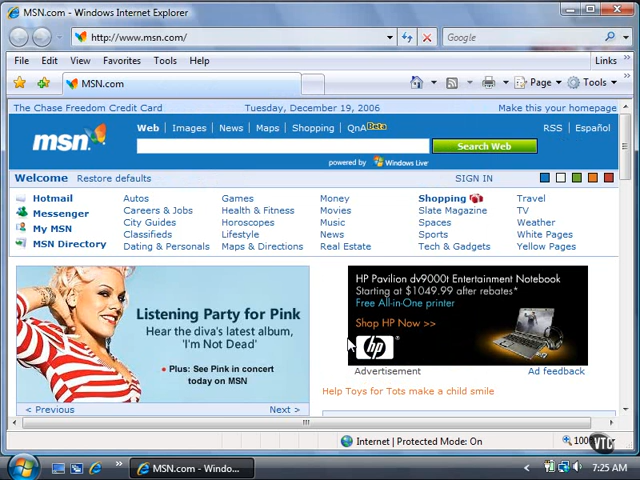 MSN.com - Windows Internet Explorer
http://www.msn.com/
Google
File Edit View Favorites Tools Help
Links »
MSN.com
Page Tools »
The Chase Freedom Credit Card Tuesday, December 19, 2006 Make this your homepage
msn
Web | Images | News | Maps | Shopping | QnA Beta RSS | Español
Search Web
powered by Windows Live
Welcome Restore defaults SIGN IN
Hotmail Autos Games Money Shopping Travel
Messenger Careers & Jobs Health & Fitness Movies Slate Magazine TV
My MSN City Guides Horoscopes Music Spaces Weather
MSN Directory Classifieds Lifestyle News Sports White Pages
Dating & Personals Maps & Directions Real Estate Tech & Gadgets Yellow Pages
Listening Party for Pink
Hear the diva's latest album,
'I'm Not Dead'
• Plus: See Pink in concert
today on MSN
< Previous Next >
HP Pavilion dv9000t Entertainment Notebook
Starting at $1049.99 after rebates*
Free All-in-One printer
Shop HP Now >>
hp
Advertisement Ad feedback
Help Toys for Tots make a child smile
Internet | Protected Mode: On
100
VTC
MSN.com - Windo...
7:25 AM